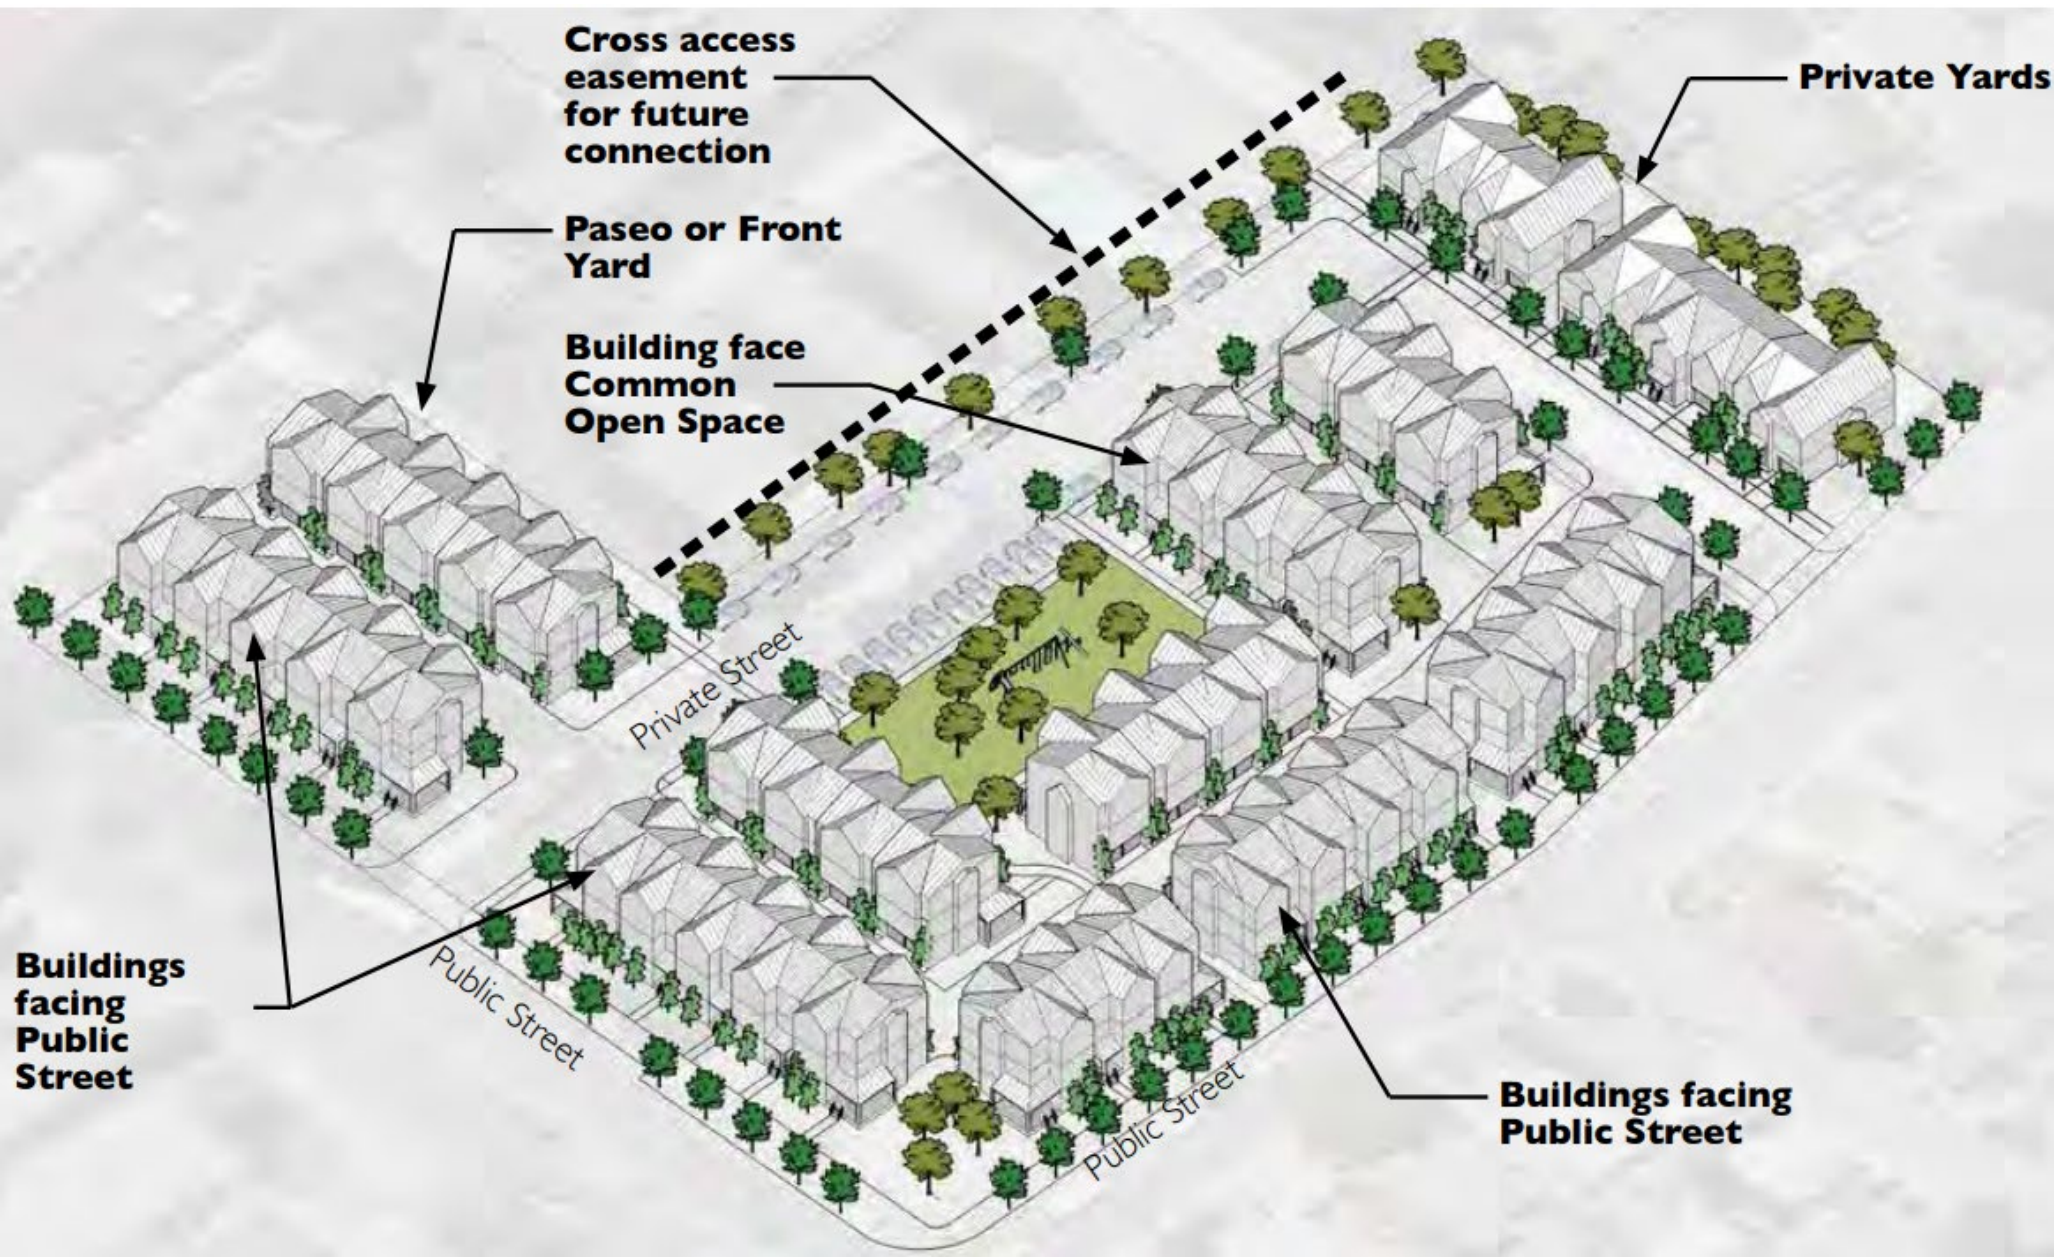 Cross access
easement
for future
connection
Private Yards
Paseo or Front
Yard
Building face
Common
Open Space
Private Street
Buildings
facing
Public
Street
Public Street
Public Street
Buildings facing
Public Street